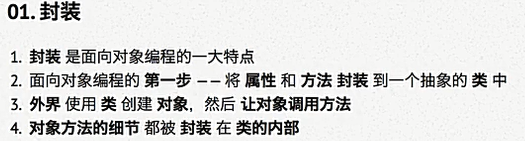 01. 封装
1. 封装 是面向对象编程的一大特点
2. 面向对象编程的 第一步 —— 将 属性 和 方法 封装 到一个抽象的 类 中
3. 外界 使用 类 创建 对象，然后 让对象调用方法
4. 对象方法的细节 都被 封装 在 类的内部